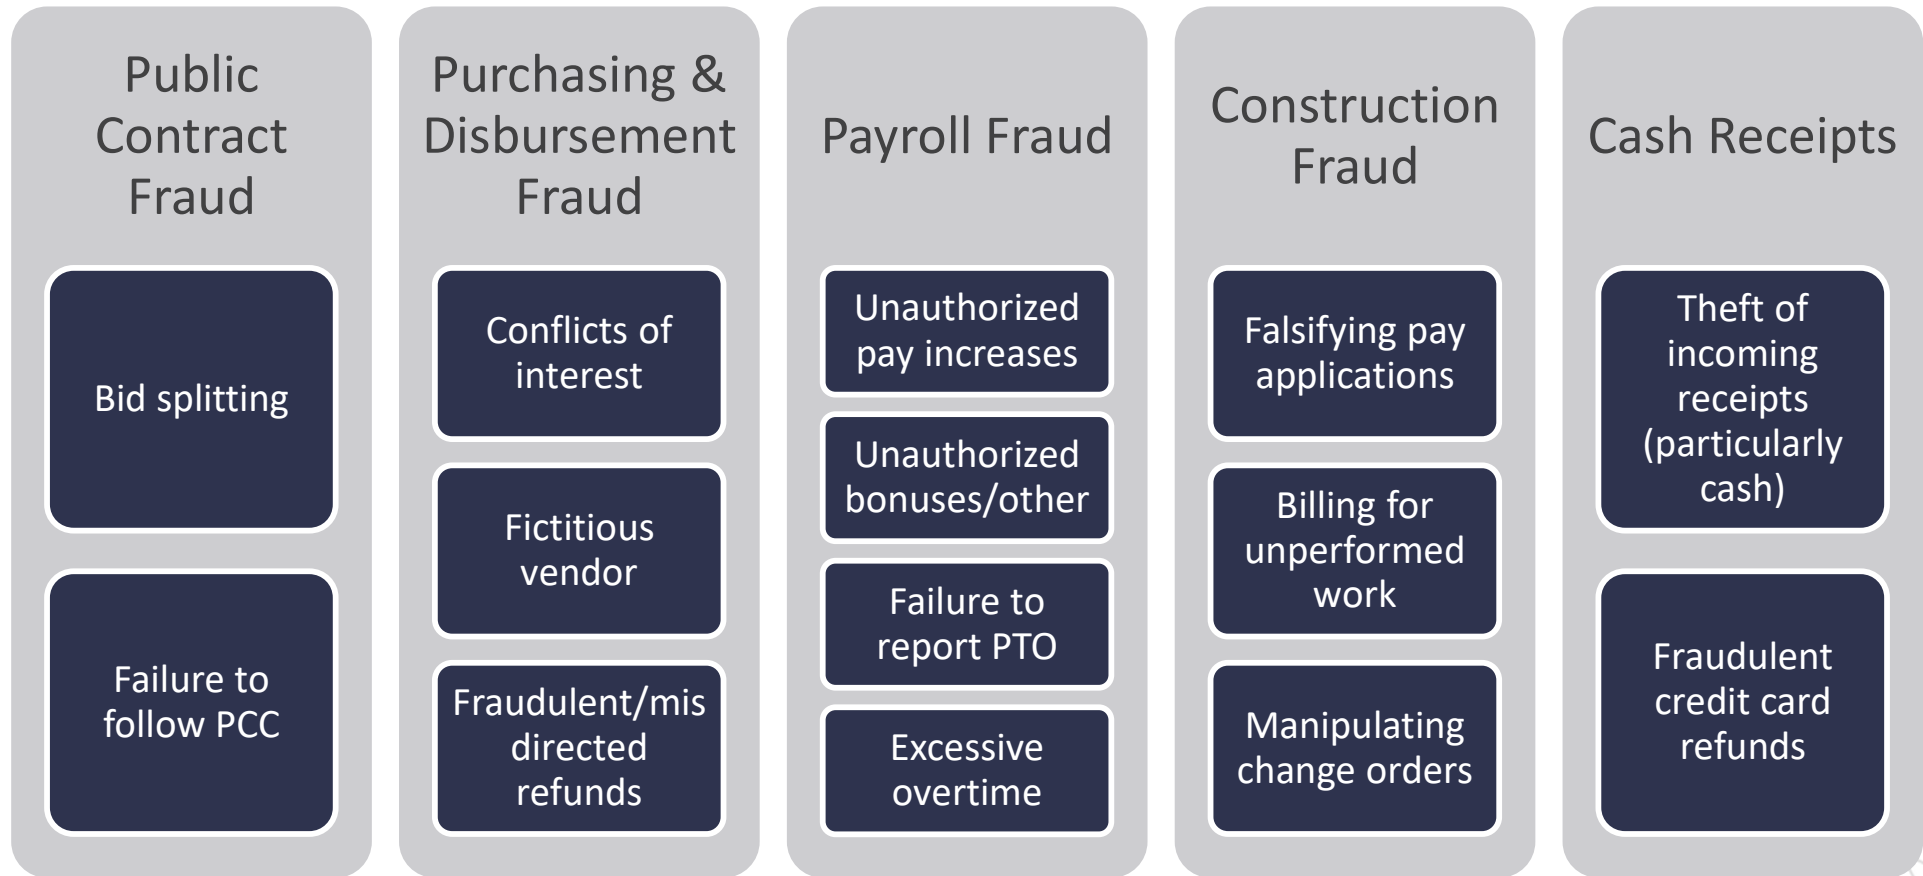 Public
Contract
Fraud
Bid splitting
Failure to
follow PCC
Purchasing &
Disbursement
Fraud
Conflicts of
interest
Fictitious
vendor
Fraudulent/mis
directed
refunds
Payroll Fraud
Unauthorized
pay increases
Unauthorized
bonuses/other
Failure to
report PTO
Excessive
overtime
Construction
Fraud
Falsifying pay
applications
Billing for
unperformed
work
Manipulating
change orders
Cash Receipts
Theft of
incoming
receipts
(particularly
cash)
Fraudulent
credit card
refunds